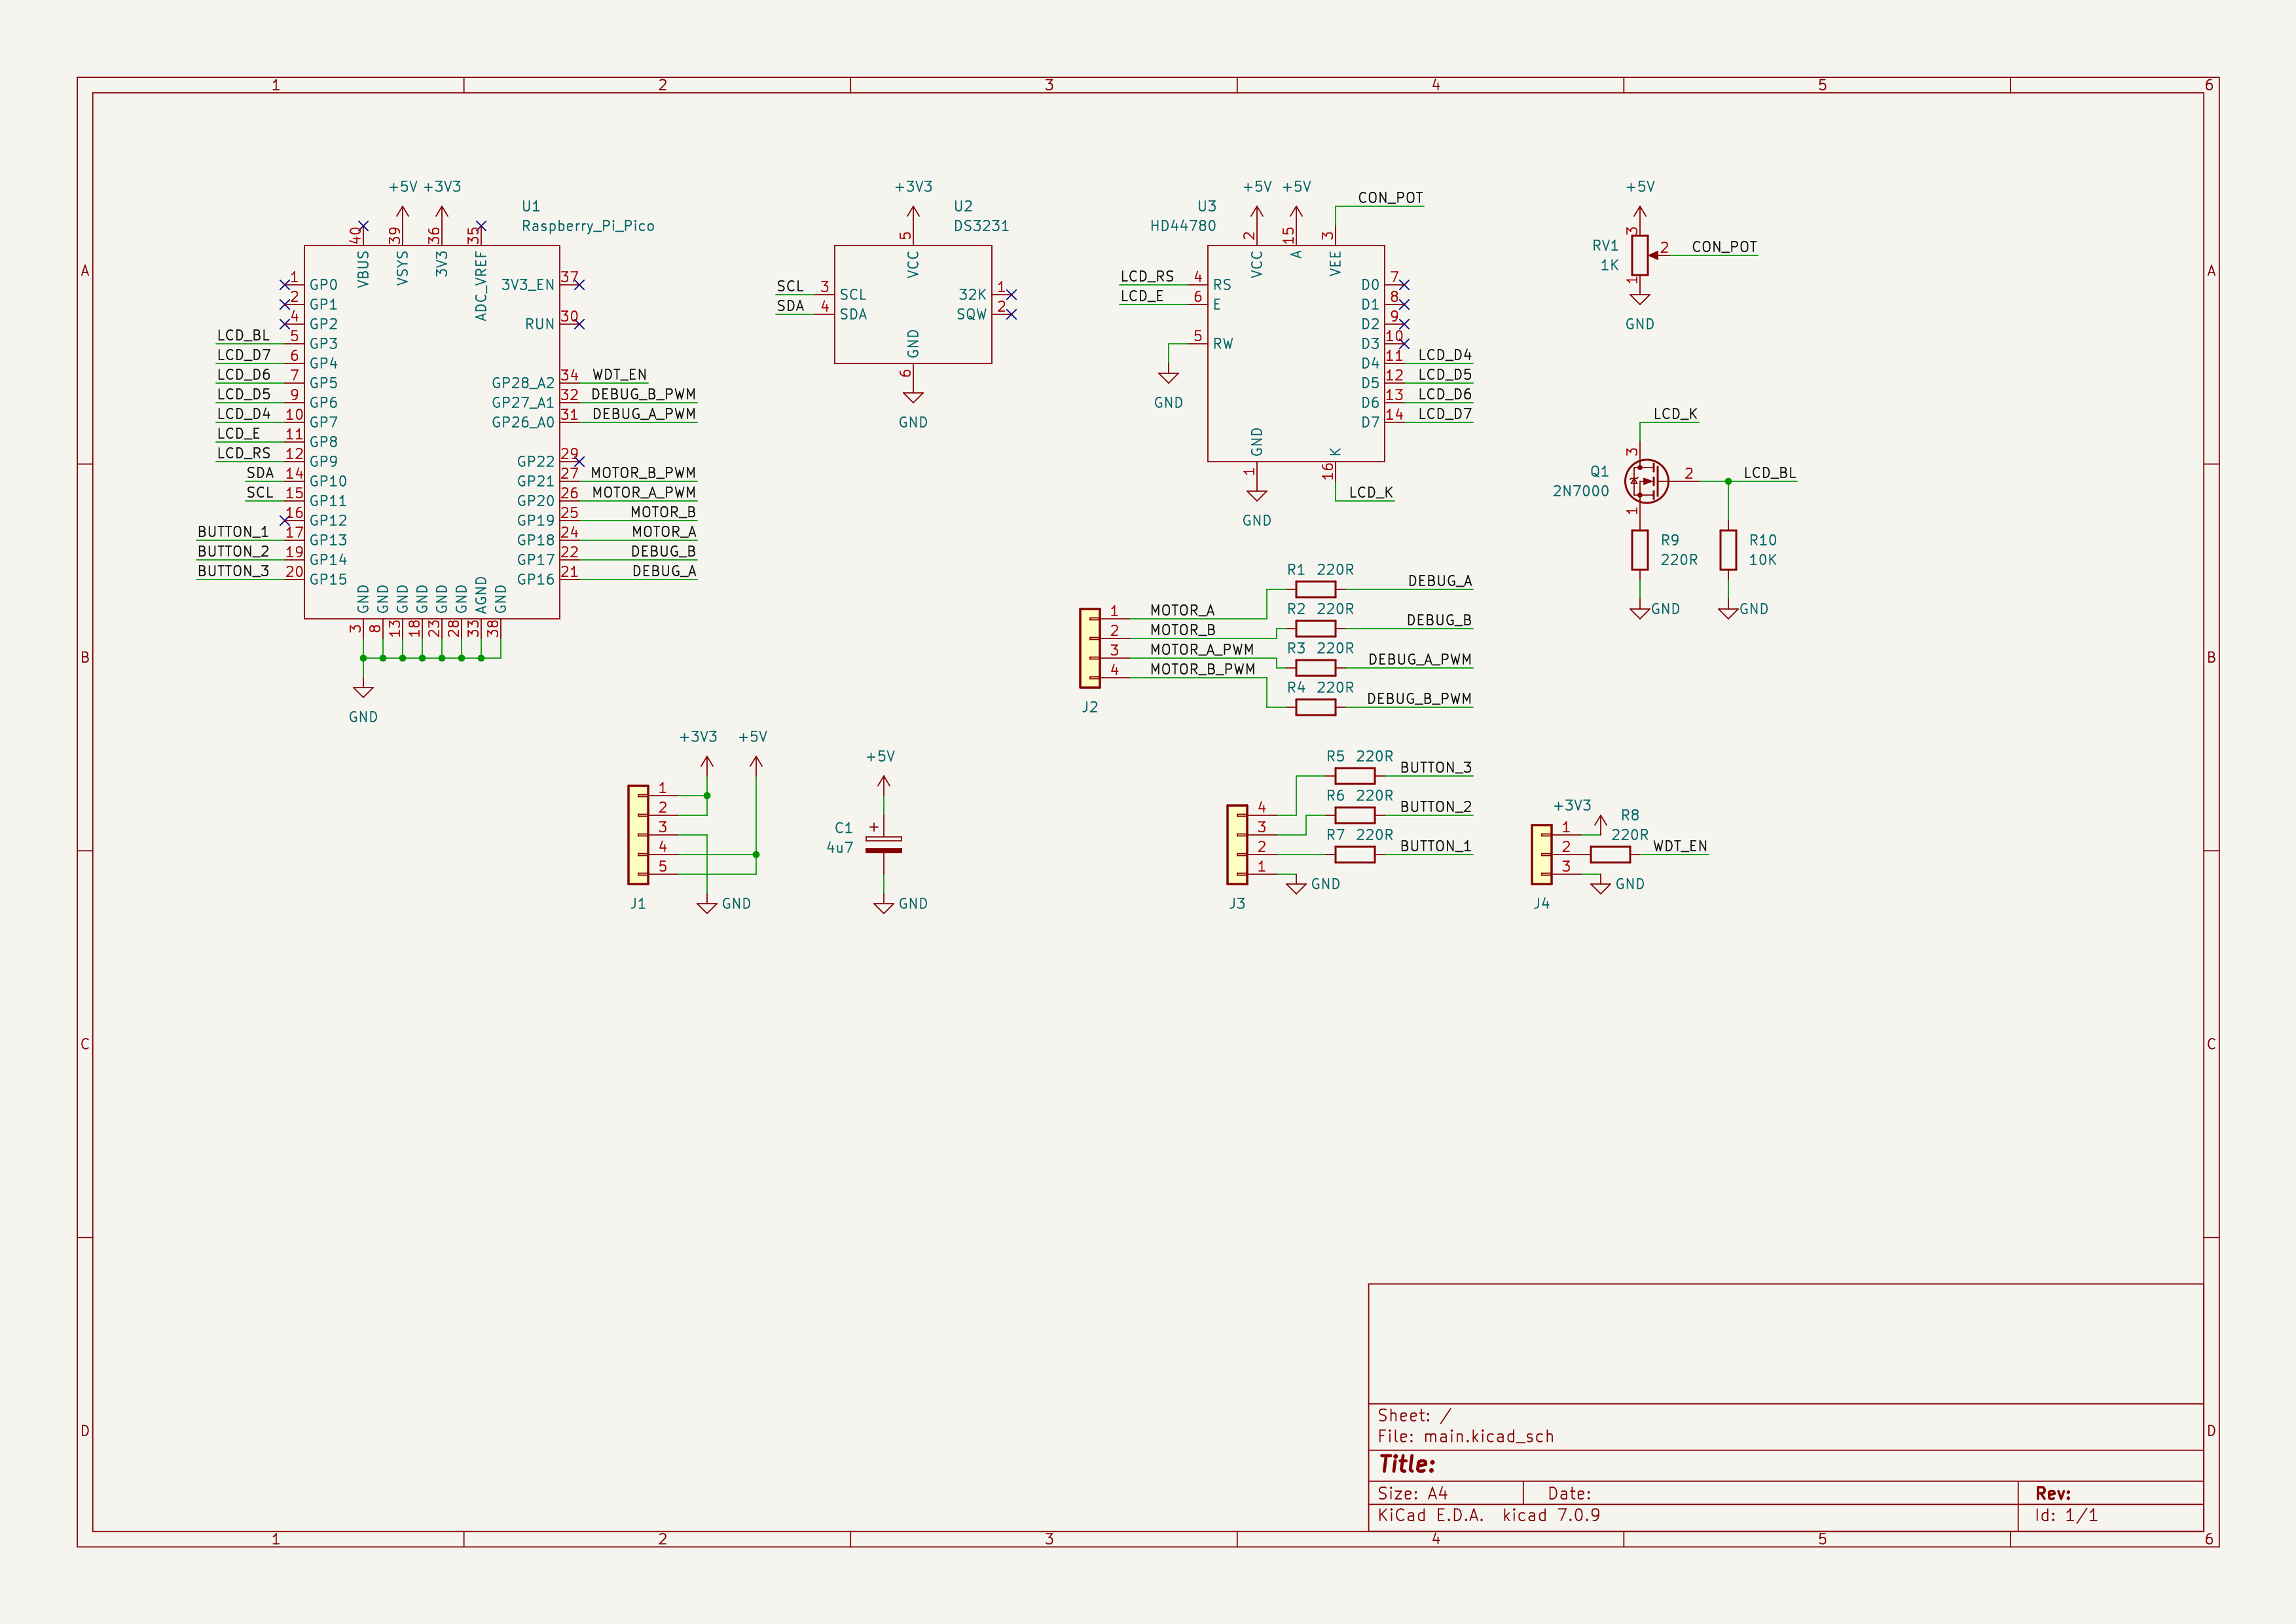 1 2 3 4 5 6
A A
B B
C C
D D
U1
Raspberry_Pi_Pico
+5V +3V3
40 39 36 35
VBUS VSYS 3V3 ADC_VREF
1 GP0
2 GP1
4 GP2
LCD_BL 5 GP3
LCD_D7 6 GP4
LCD_D6 7 GP5
LCD_D5 9 GP6
LCD_D4 10 GP7
LCD_E 11 GP8
LCD_RS 12 GP9
SDA 14 GP10
SCL 15 GP11
16 GP12
BUTTON_1 17 GP13
BUTTON_2 19 GP14
BUTTON_3 20 GP15
3V3_EN 37
RUN 30
GP28_A2 34 WDT_EN
GP27_A1 32 DEBUG_B_PWM
GP26_A0 31 DEBUG_A_PWM
GP22 29
GP21 27 MOTOR_B_PWM
GP20 26 MOTOR_A_PWM
GP19 25 MOTOR_B
GP18 24 MOTOR_A
GP17 22 DEBUG_B
GP16 21 DEBUG_A
GND GND GND GND GND GND AGND GND
3 8 13 18 23 28 33 38
GND
+3V3
U2
DS3231
5
VCC
SCL 3 SCL
SDA 4 SDA
32K 1
SQW 2
GND
6
GND
+5V +5V
CON_POT
U3
HD44780
2 15 3
VCC A VEE
LCD_RS 4 RS
LCD_E 6 E
5 RW
GND
D0 7
D1 8
D2 9
D3 10
D4 11 LCD_D4
D5 12 LCD_D5
D6 13 LCD_D6
D7 14 LCD_D7
GND K
1 16
LCD_K
GND
+5V
RV1
1K
3
2 CON_POT
1
GND
LCD_K
3
Q1
2N7000
2 LCD_BL
1
R9
220R
R10
10K
GND GND
R1 220R
DEBUG_A
R2 220R
DEBUG_B
R3 220R
DEBUG_A_PWM
R4 220R
DEBUG_B_PWM
1 MOTOR_A
2 MOTOR_B
3 MOTOR_A_PWM
4 MOTOR_B_PWM
J2
+3V3 +5V
1
2
3
4
5
J1
GND
+5V
C1
4u7
+
GND
R5 220R
BUTTON_3
R6 220R
BUTTON_2
R7 220R
BUTTON_1
4
3
2
1
GND
J3
+3V3
R8
220R
1
2 WDT_EN
3
GND
J4
Sheet: /
File: main.kicad_sch
Title:
Size: A4 Date: Rev:
KiCad E.D.A. kicad 7.0.9 Id: 1/1
1 2 3 4 5 6